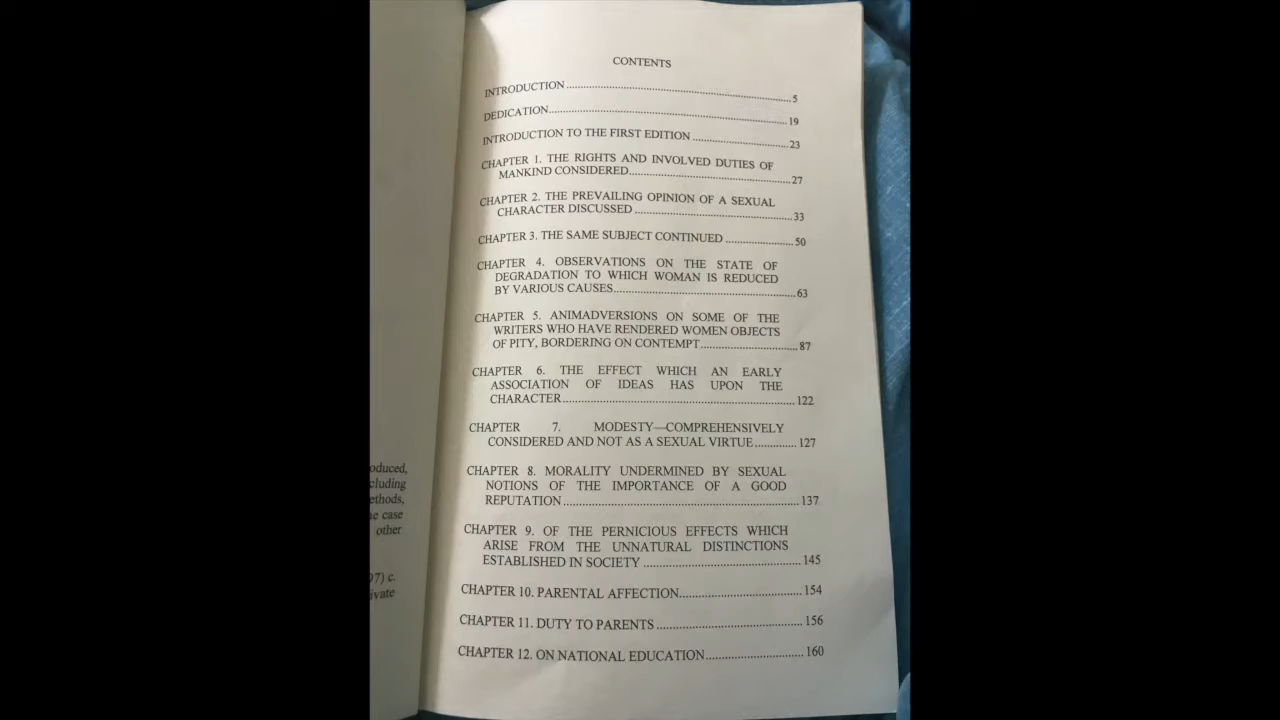 CONTENTS
INTRODUCTION ........ 5
DEDICATION ........ 19
INTRODUCTION TO THE FIRST EDITION ........ 23
CHAPTER 1. THE RIGHTS AND INVOLVED DUTIES OF
MANKIND CONSIDERED ........ 27
CHAPTER 2. THE PREVAILING OPINION OF A SEXUAL
CHARACTER DISCUSSED ........ 33
CHAPTER 3. THE SAME SUBJECT CONTINUED ........ 50
CHAPTER 4. OBSERVATIONS ON THE STATE OF
DEGRADATION TO WHICH WOMAN IS REDUCED
BY VARIOUS CAUSES ........ 63
CHAPTER 5. ANIMADVERSIONS ON SOME OF THE
WRITERS WHO HAVE RENDERED WOMEN OBJECTS
OF PITY, BORDERING ON CONTEMPT ........ 87
CHAPTER 6. THE EFFECT WHICH AN EARLY
ASSOCIATION OF IDEAS HAS UPON THE
CHARACTER ........ 122
CHAPTER 7. MODESTY—COMPREHENSIVELY
CONSIDERED AND NOT AS A SEXUAL VIRTUE ........ 127
CHAPTER 8. MORALITY UNDERMINED BY SEXUAL
NOTIONS OF THE IMPORTANCE OF A GOOD
REPUTATION ........ 137
CHAPTER 9. OF THE PERNICIOUS EFFECTS WHICH
ARISE FROM THE UNNATURAL DISTINCTIONS
ESTABLISHED IN SOCIETY ........ 145
CHAPTER 10. PARENTAL AFFECTION ........ 154
CHAPTER 11. DUTY TO PARENTS ........ 156
CHAPTER 12. ON NATIONAL EDUCATION ........ 160
oduced,
cluding
ethods,
e case
other
97) c.
ivate